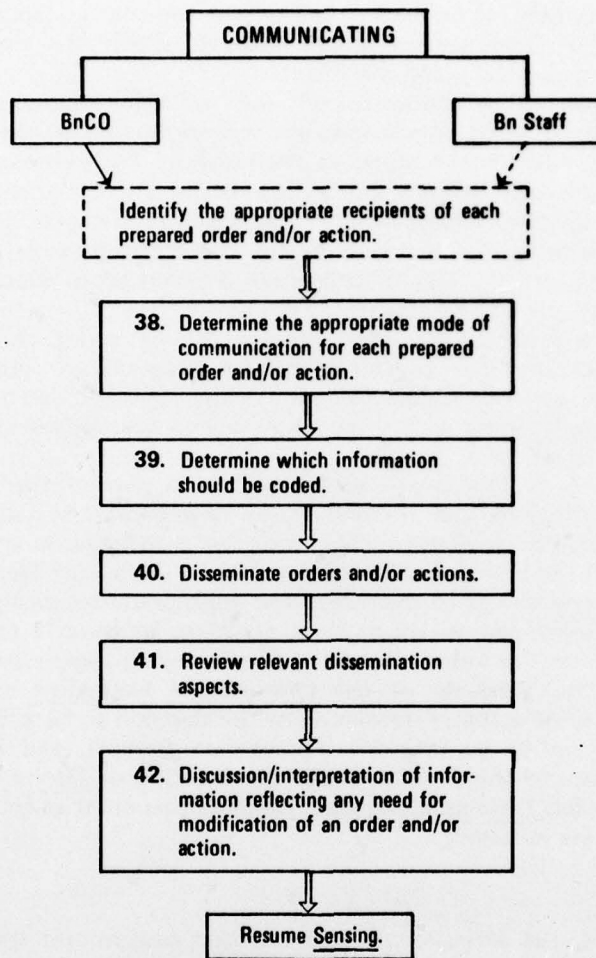 COMMUNICATING
BnCO
Bn Staff
Identify the appropriate recipients of each
prepared order and/or action.
38. Determine the appropriate mode of
communication for each prepared
order and/or action.
39. Determine which information
should be coded.
40. Disseminate orders and/or actions.
41. Review relevant dissemination
aspects.
42. Discussion/interpretation of infor-
mation reflecting any need for
modification of an order and/or
action.
Resume Sensing.